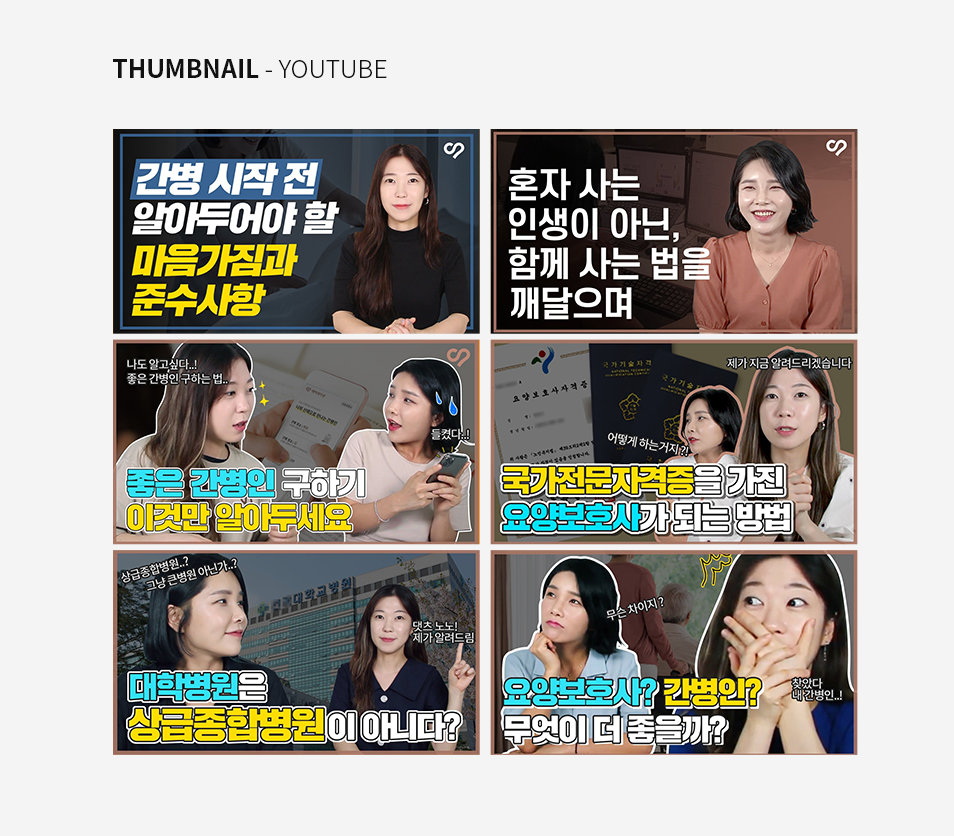 THUMBNAIL - YOUTUBE
간병 시작 전
알아두어야 할
마음가짐과
준수사항
혼자 사는
인생이 아닌,
함께 사는 법을
깨달으며
나도 알고싶다..!
좋은 간병인 구하는 법..
들켰다..!
좋은 간병인 구하기
이것만 알아두세요
제가 지금 알려드리겠습니다
요양보호사자격증
국가기술자격
국가기술자
어떻게 하는거지?!
국가전문자격증을 가진
요양보호사가 되는 방법
상급종합병원..?
그냥 큰병원 아닌가..?
대학교병원
댓츠 노노!
제가 알려드림
대학병원은
상급종합병원이 아니다?
무슨 차이지?
찾았다
내 간병인..!
요양보호사? 간병인?
무엇이 더 좋을까?